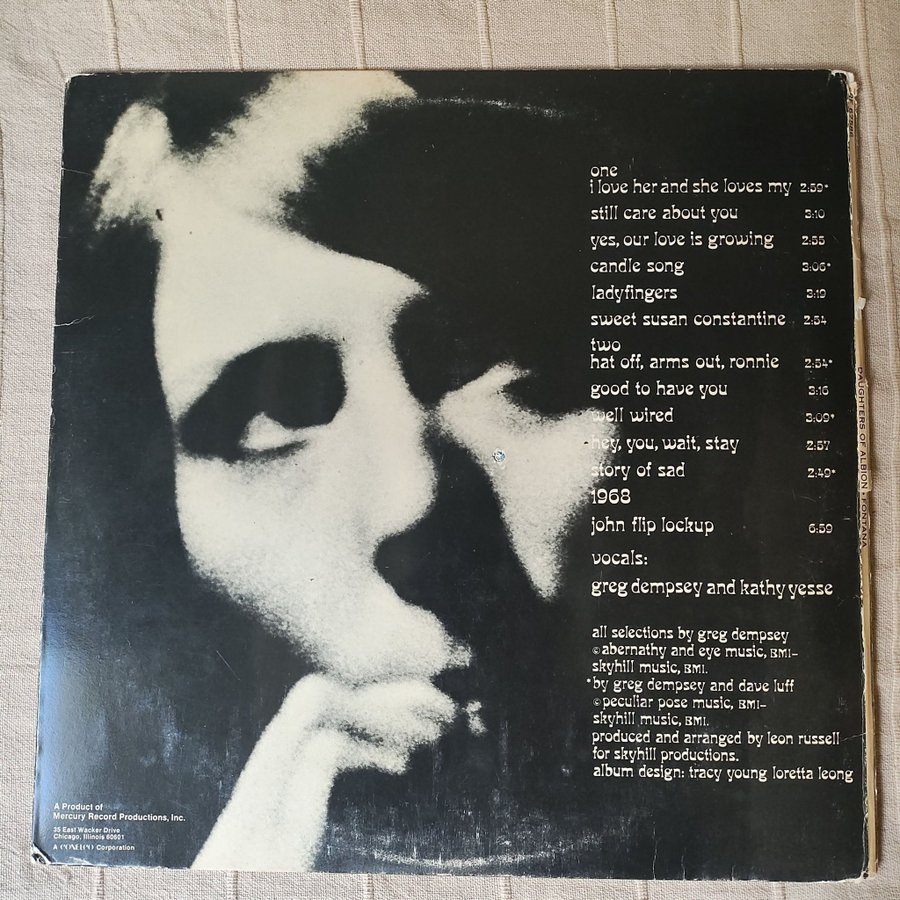 one
i love her and she loves my 2:59*
still care about you 3:10
yes, our love is growing 2:55
candle song 3:06*
ladyfingers 3:19
sweet susan constantine 2:54
two
hat off, arms out, ronnie 2:54*
good to have you 3:16
well wired 3:09*
hey, you, wait, stay 2:57
story of sad 2:49*
1968
john flip lockup 6:59
vocals:
greg dempsey and kathy yesse
all selections by greg dempsey
© abernathy and eye music, BMI-
skyhill music, BMI.
*by greg dempsey and dave luff
© peculiar pose music, BMI-
skyhill music, BMI.
produced and arranged by leon russell
for skyhill productions.
album design: tracy young loretta leong
A Product of
Mercury Record Productions, Inc.
35 East Wacker Drive
Chicago, Illinois 60601
A CONELCO Corporation
DAUGHTERS OF ALBION • FONTANA